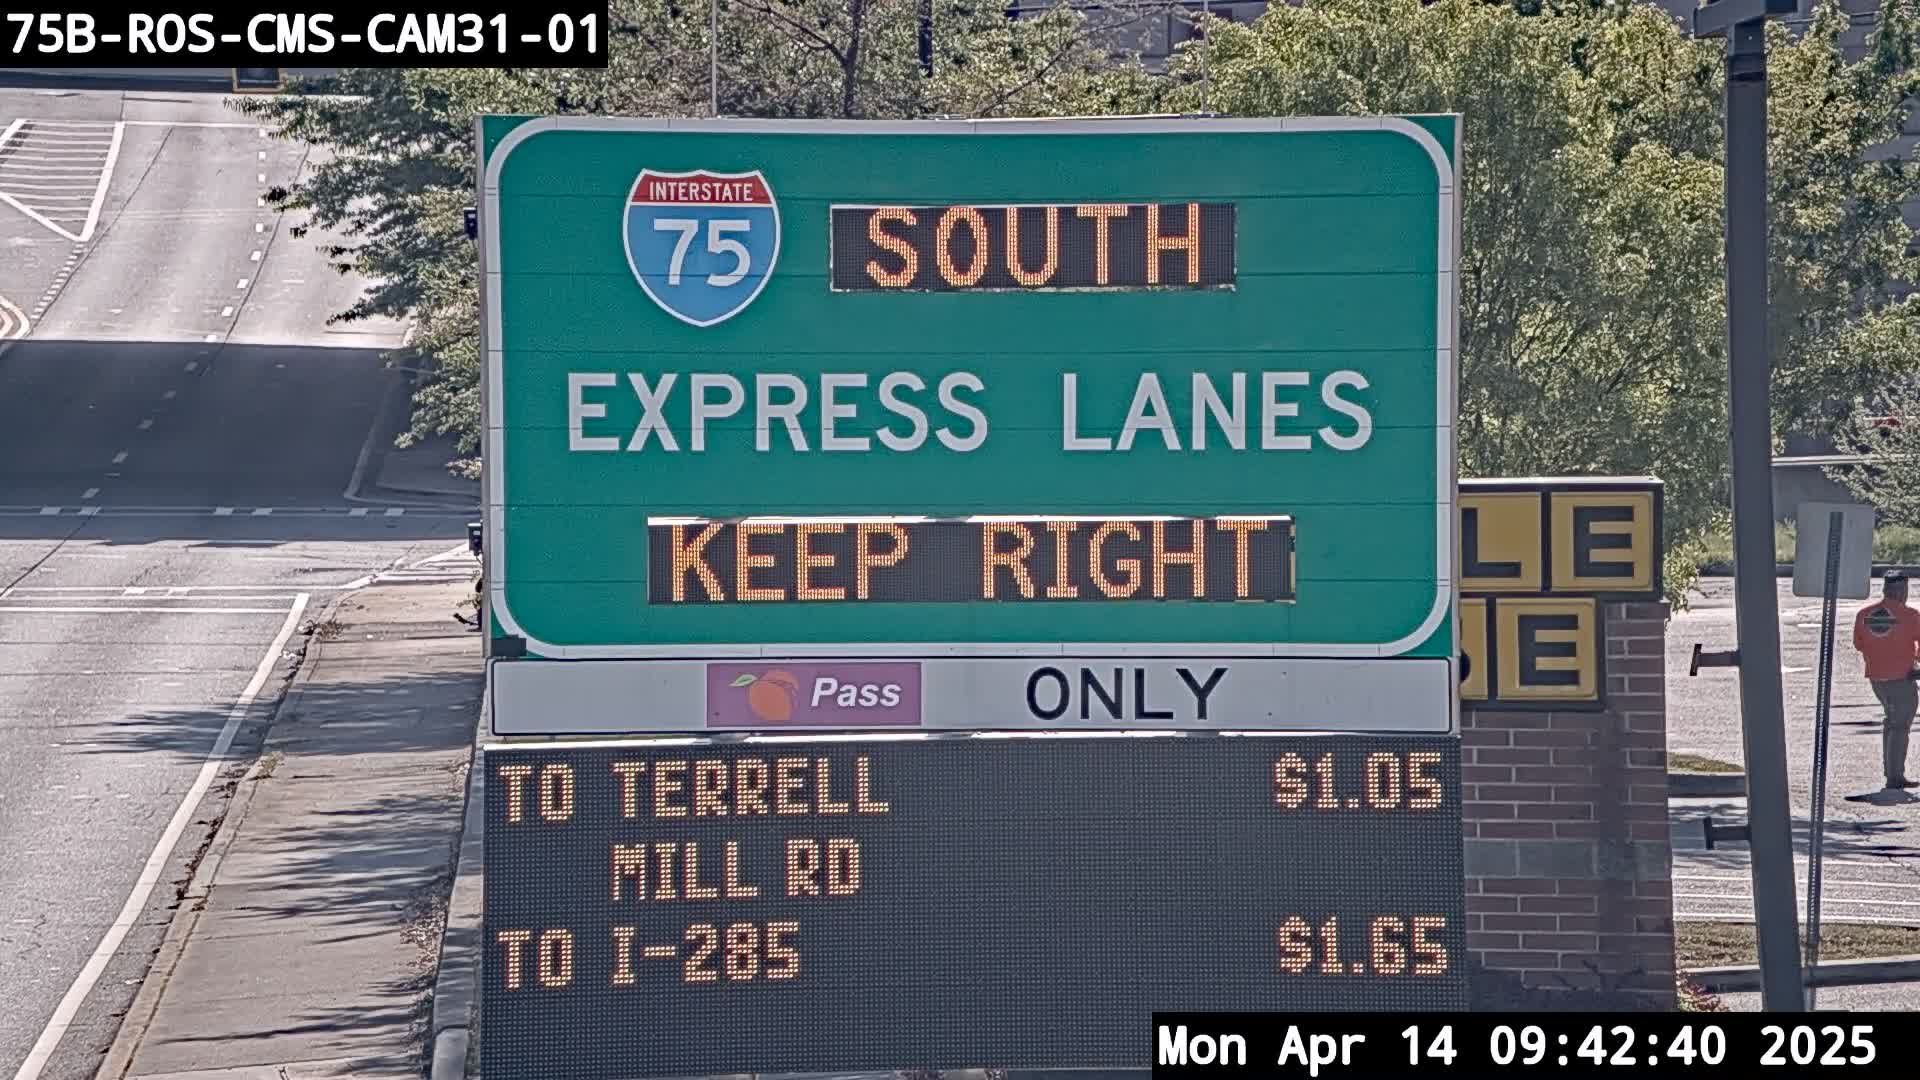 75B-ROS-CMS-CAM31-01
INTERSTATE
75
SOUTH
EXPRESS LANES
KEEP RIGHT
Pass ONLY
TO TERRELL $1.05
MILL RD
TO I-285 $1.65
LE
E
Mon Apr 14 09:42:40 2025